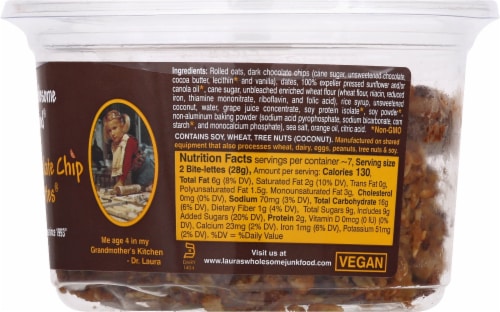 some
ate Chip
tes®
since 1993"
Me age 4 in my
Grandmother's Kitchen
- Dr. Laura
Ingredients: Rolled oats, dark chocolate chips (cane sugar, unsweetened chocolate,
cocoa butter, lecithin* and vanilla), dates, 100% expeller pressed sunflower and/or
canola oil*, cane sugar, unbleached enriched wheat flour (wheat flour, niacin, reduced
iron, thiamine mononitrate, riboflavin, and folic acid), rice syrup, unsweetened
coconut, water, grape juice concentrate, soy protein isolate*, soy powder*,
non-aluminum baking powder (sodium acid pyrophosphate, sodium bicarbonate, corn
starch*, and monocalcium phosphate), sea salt, orange oil, citric acid. *Non-GMO
CONTAINS SOY, WHEAT, TREE NUTS (COCONUT). Manufactured on shared
equipment that also processes wheat, dairy, eggs, peanuts, tree nuts & soy.
Nutrition Facts servings per container ~7, Serving size
2 Bite-lettes (28g), Amount per serving: Calories 130,
Total Fat 6g (8% DV), Saturated Fat 2g (10% DV), Trans Fat 0g,
Polyunsaturated Fat 1.5g, Monounsaturated Fat 3g, Cholesterol
0mg (0% DV), Sodium 70mg (3% DV), Total Carbohydrate 16g
(6% DV), Dietary Fiber 1g (4% DV), Total Sugars 9g, Includes 9g
Added Sugars (20% DV), Protein 2g, Vitamin D 0mg (0 IU) (0%
DV), Calcium 23mg (2% DV), Iron 1mg (6% DV), Potassium 51mg
(2% DV), %DV = %Daily Value
DAIRY
Visit us at
www.lauraswholesomejunkfood.com
VEGAN